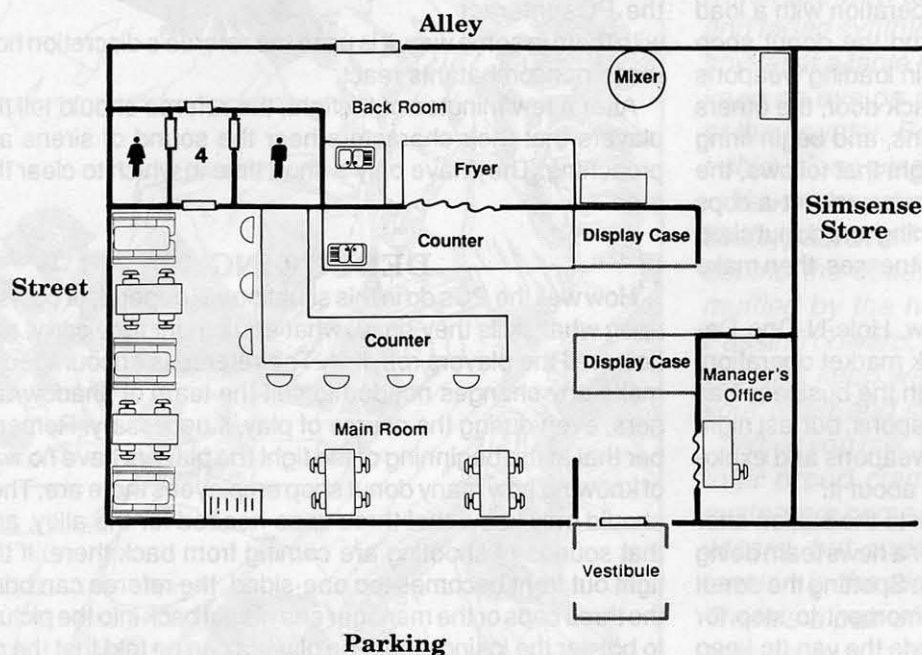 Alley
Mixer
Back Room
4
Fryer
Simsense
Store
Counter
Display Case
Street
Counter
Display Case
Manager's
Office
Main Room
Vestibule
Parking